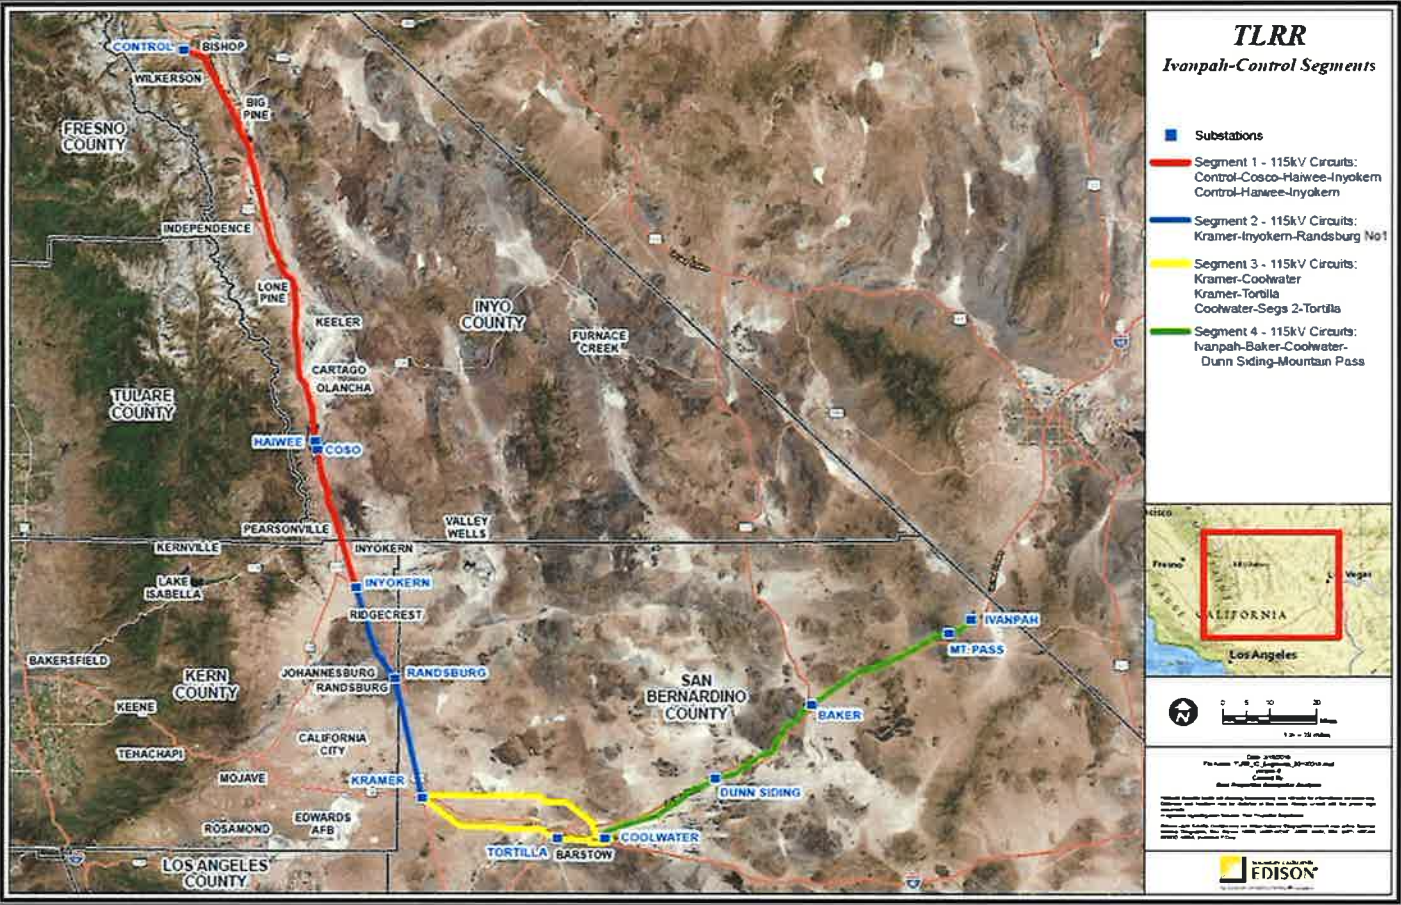 TLRR
Ivanpah-Control Segments
Substations
Segment 1 - 115kV Circuits:
Control-Cosco-Haiwee-Inyokern
Control-Haiwee-Inyokern
Segment 2 - 115kV Circuits:
Kramer-Inyokern-Randsburg No1
Segment 3 - 115kV Circuits:
Kramer-Coolwater
Kramer-Tortilla
Coolwater-Segs 2-Tortilla
Segment 4 - 115kV Circuits:
Ivanpah-Baker-Coolwater-
Dunn Siding-Mountain Pass
CONTROL
BISHOP
WILKERSON
BIG
PINE
FRESNO
COUNTY
INDEPENDENCE
LONE
PINE
KEELER
INYO
COUNTY
FURNACE
CREEK
CARTAGO
OLANCHA
TULARE
COUNTY
HAIWEE
COSO
PEARSONVILLE
VALLEY
WELLS
KERNVILLE
INYOKERN
LAKE
ISABELLA
INYOKERN
RIDGECREST
IVANPAH
MT. PASS
BAKERSFIELD
JOHANNESBURG
RANDSBURG
RANDSBURG
KERN
COUNTY
SAN
BERNARDINO
COUNTY
KEENE
BAKER
CALIFORNIA
CITY
TEHACHAPI
MOJAVE
KRAMER
DUNN SIDING
EDWARDS
AFB
ROSAMOND
COOLWATER
TORTILLA
BARSTOW
LOS ANGELES
COUNTY
Fresno
Vegas
CALIFORNIA
Los Angeles
N
0 5 10 20
Miles
EDISON